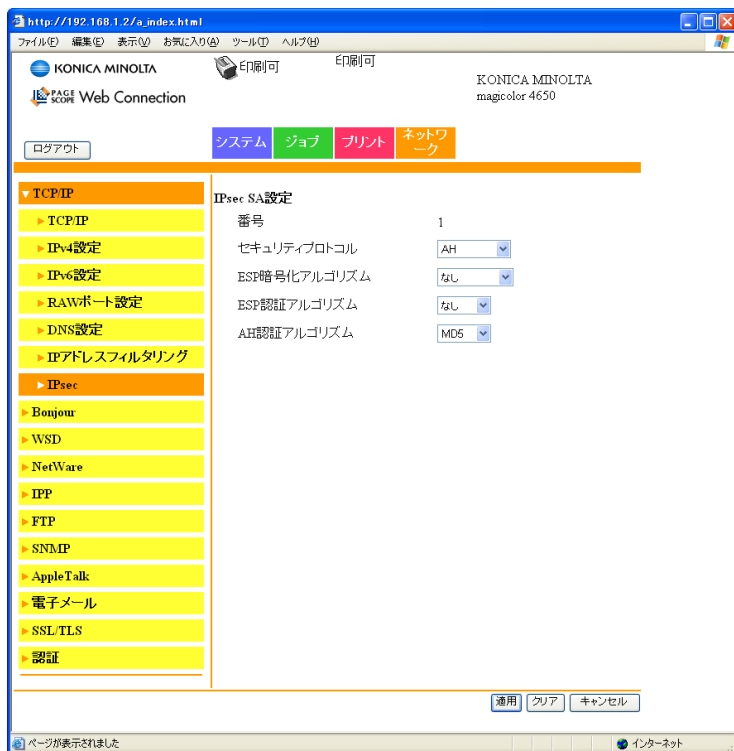 http://192.168.1.2/a_index.html
ファイル(F) 編集(E) 表示(V) お気に入り(A) ツール(T) ヘルプ(H)
KONICA MINOLTA
PAGE SCOPE Web Connection
印刷可
印刷可
KONICA MINOLTA
magicolor 4650
ログアウト
システム ジョブ プリント ネットワ
ーク
TCP/IP
TCP/IP
IPv4設定
IPv6設定
RAWポート設定
DNS設定
IPアドレスフィルタリング
IPsec
Bonjour
WSD
NetWare
IPP
FTP
SNMP
AppleTalk
電子メール
SSL/TLS
認証
IPsec SA設定
番号 1
セキュリティプロトコル AH
ESP暗号化アルゴリズム なし
ESP認証アルゴリズム なし
AH認証アルゴリズム MD5
適用 クリア キャンセル
ページが表示されました インターネット